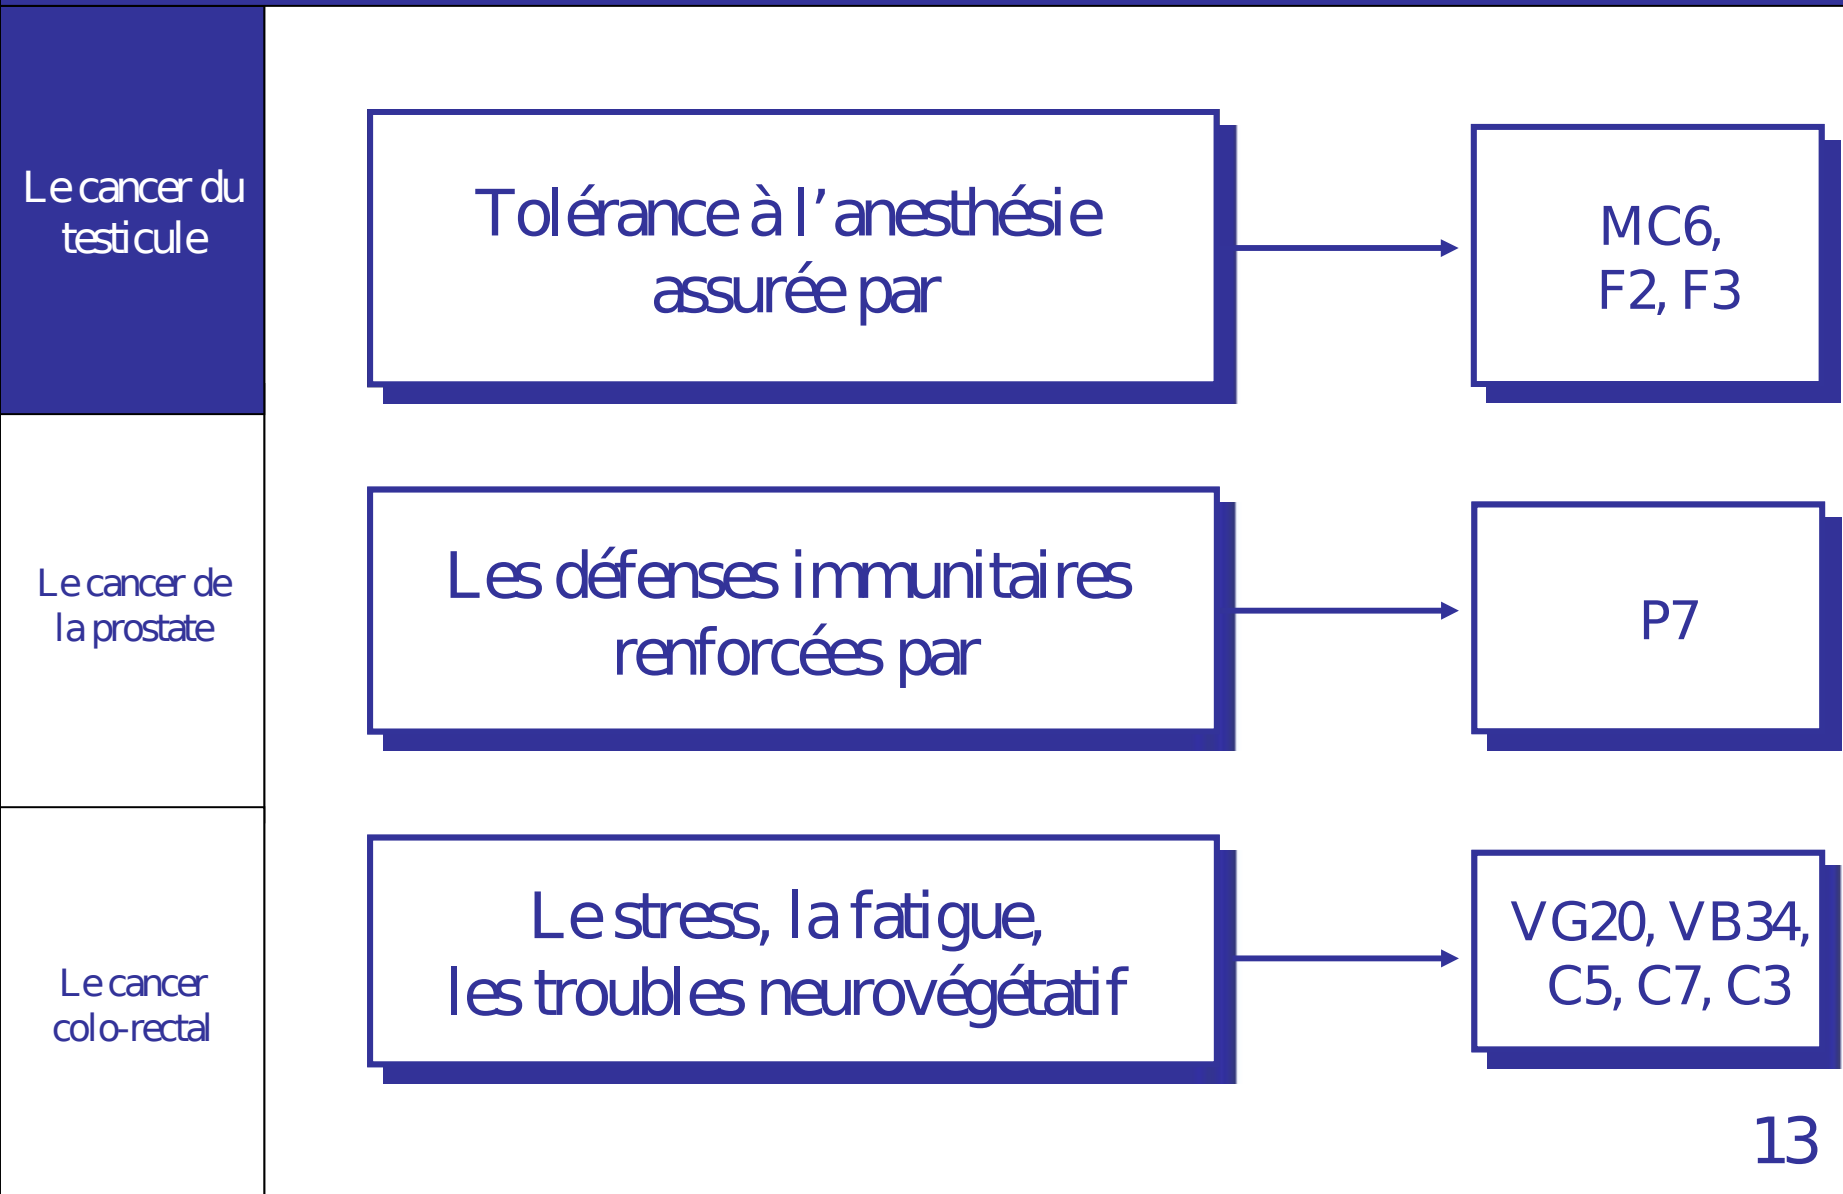 Le cancer du
testicule
Le cancer de
la prostate
Le cancer
colo-rectal
Tolérance à l’anesthésie
assurée par
MC6,
F2, F3
Les défenses immunitaires
renforcées par
P7
Le stress, la fatigue,
les troubles neurovégétatif
VG20, VB34,
C5, C7, C3
13